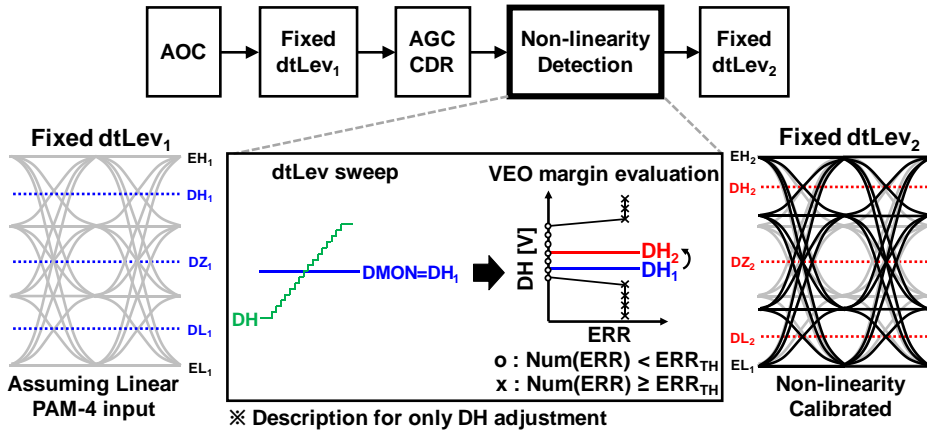 AOC
Fixed
dtLev₁
AGC
CDR
Non-linearity
Detection
Fixed
dtLev₂
Fixed dtLev₁
EH₁
DH₁
DZ₁
DL₁
EL₁
Assuming Linear
PAM-4 input
dtLev sweep
DMON=DH₁
DH
VEO margin evaluation
DH [V]
DH₂
DH₁
ERR
o : Num(ERR) < ERR_TH
x : Num(ERR) ≥ ERR_TH
※ Description for only DH adjustment
Fixed dtLev₂
EH₂
DH₂
DZ₂
DL₂
EL₁
Non-linearity
Calibrated